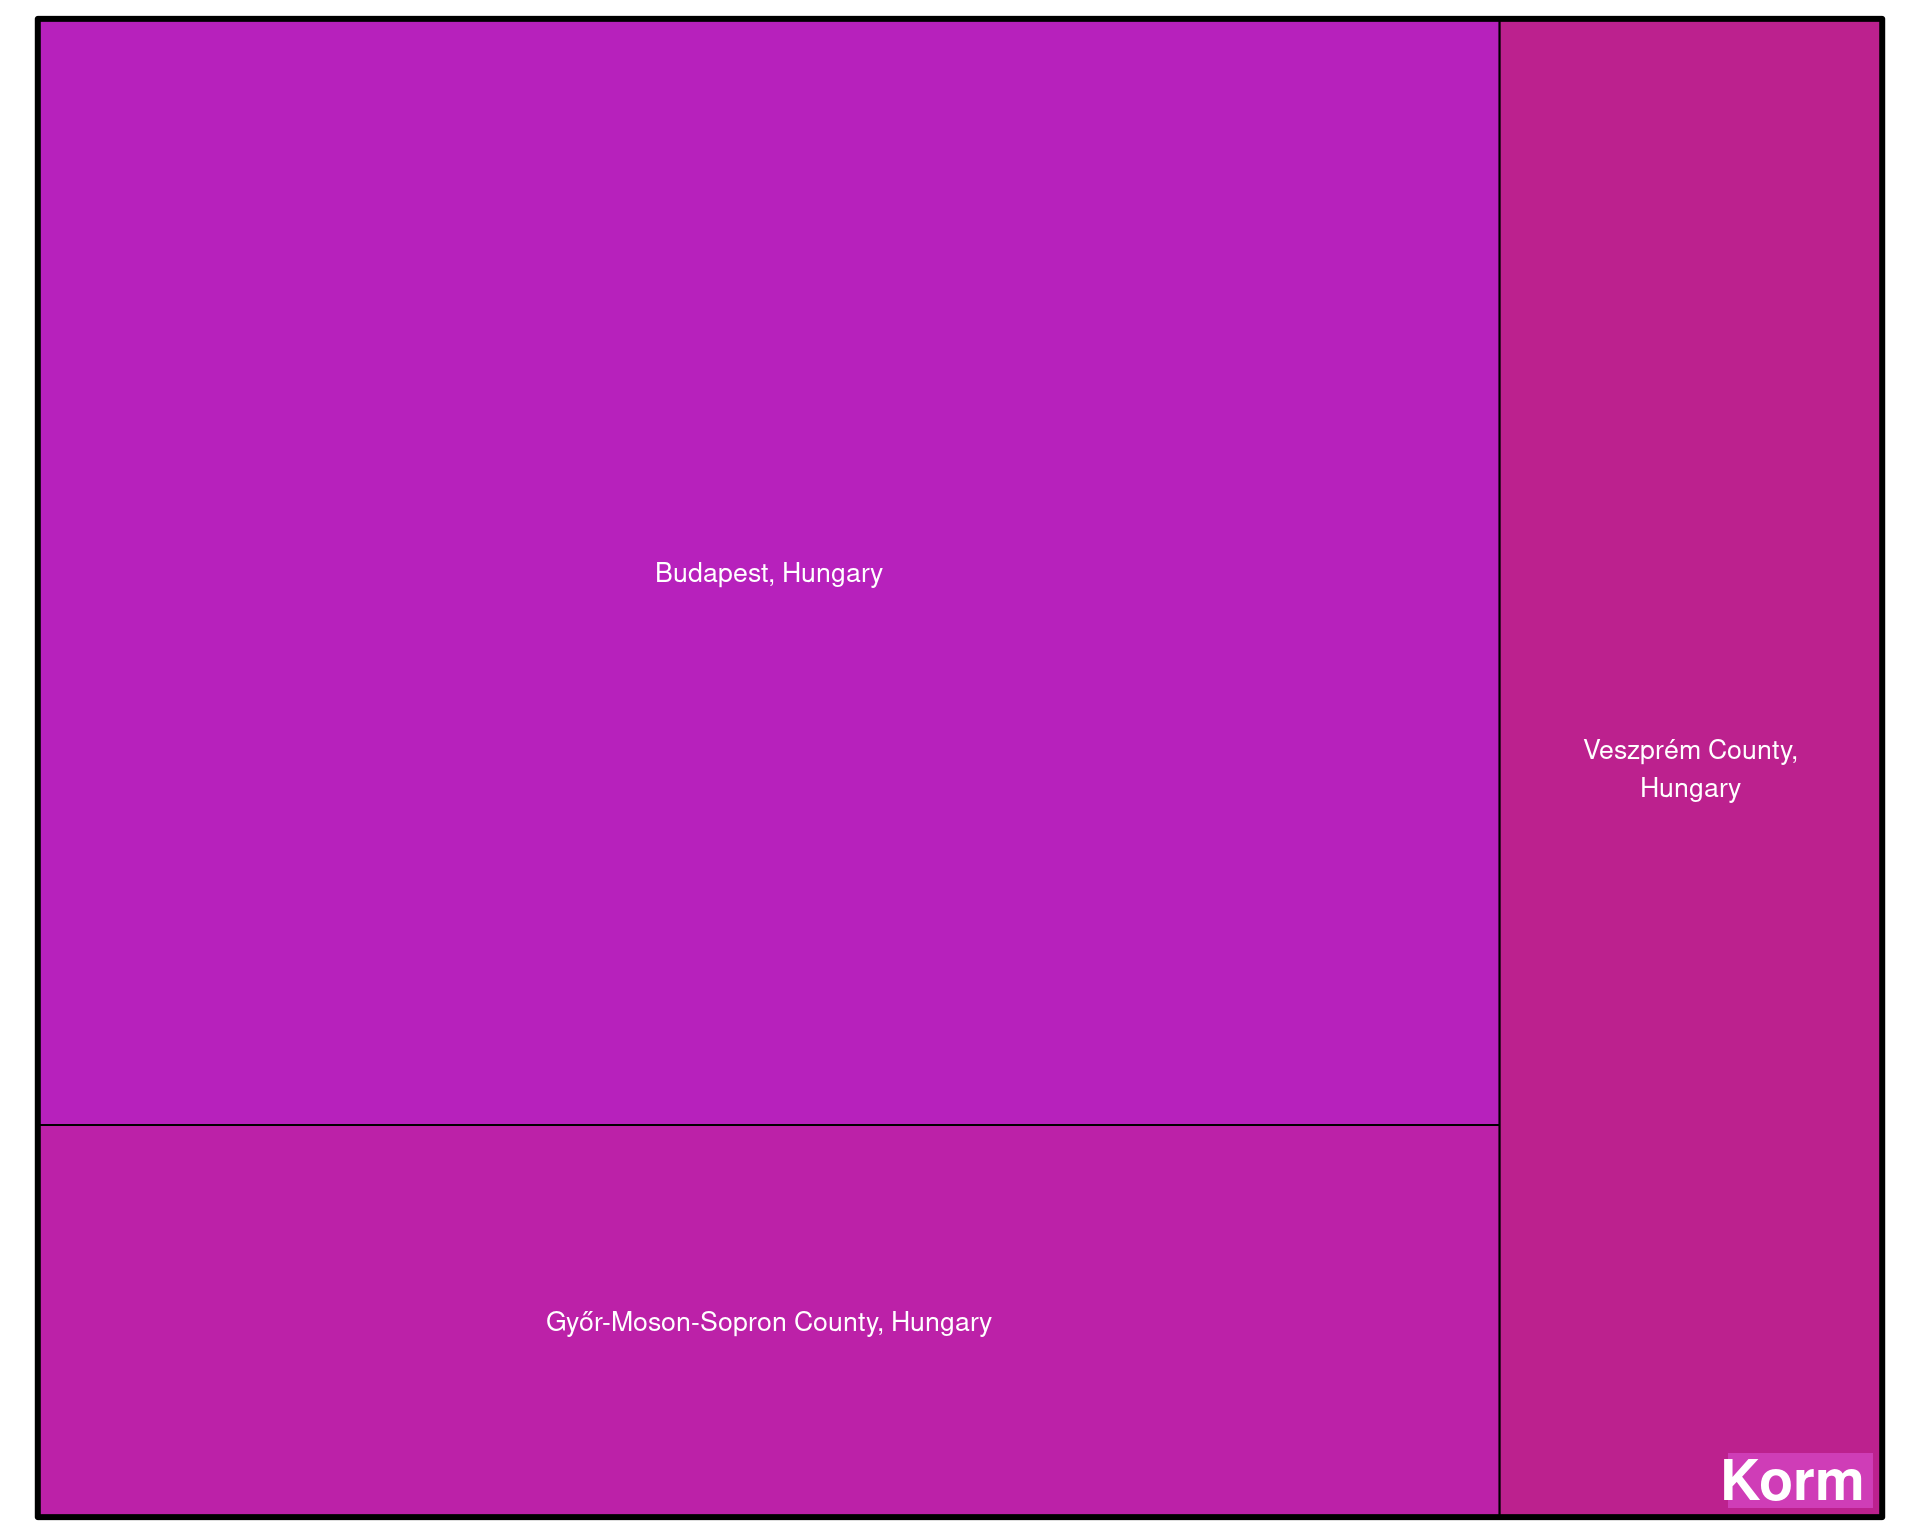 Budapest, Hungary
Veszprém County,
Hungary
Győr-Moson-Sopron County, Hungary
Korm